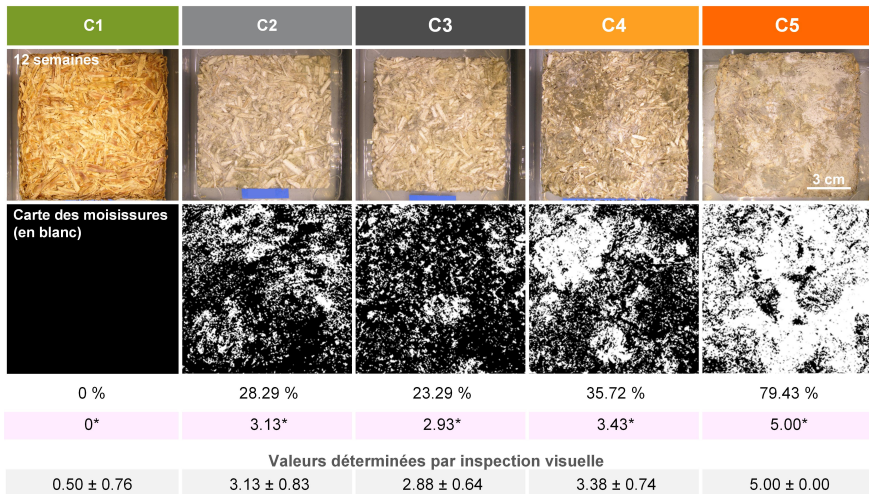 C1 C2 C3 C4 C5
12 semaines
3 cm
Carte des moisissures
(en blanc)
0 % 28.29 % 23.29 % 35.72 % 79.43 %
0* 3.13* 2.93* 3.43* 5.00*
Valeurs déterminées par inspection visuelle
0.50 ± 0.76 3.13 ± 0.83 2.88 ± 0.64 3.38 ± 0.74 5.00 ± 0.00